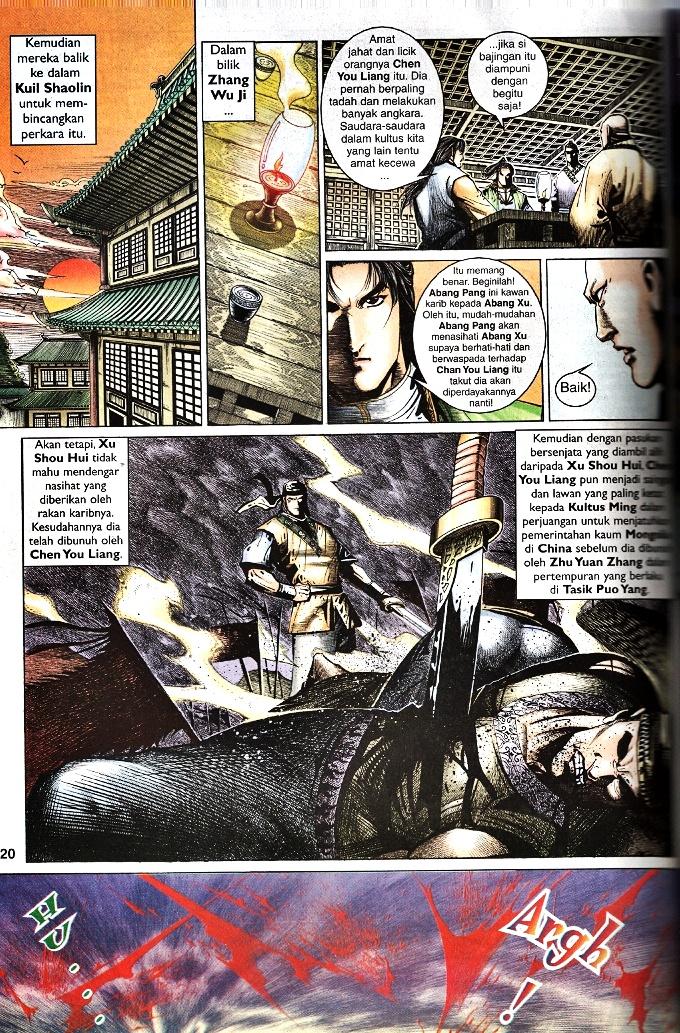 Kemudian
mereka balik
ke dalam
Kuil Shaolin
untuk mem-
bincangkan
perkara itu.
Dalam
bilik
Zhang
Wu Ji
...
Amat
jahat dan licik
orangnya Chen
You Liang itu. Dia
pernah berpaling
tadah dan melakukan
banyak angkara.
Saudara-saudara
dalam kultus kita
yang lain tentu
amat kecewa
...
...jika si
bajingan itu
diampuni
dengan
begitu
saja!
Itu memang
benar. Beginilah!
Abang Pang ini kawan
karib kepada Abang Xu.
Oleh itu, mudah-mudahan
Abang Pang akan
menasihati Abang Xu
supaya berhati-hati dan
berwaspada terhadap
Chan You Liang itu
takut dia akan
diperdayakannya
nanti!
Baik!
Akan tetapi, Xu
Shou Hui tidak
mahu mendengar
nasihat yang
diberikan oleh
rakan karibnya.
Kesudahannya dia
telah dibunuh oleh
Chen You Liang.
Kemudian dengan pasukan
bersenjata yang diambil alih
daripada Xu Shou Hui, Chen
You Liang pun menjadi
dan lawan yang paling
kepada Kultus Ming dalam
perjuangan untuk menjatuhkan
pemerintahan kaum
di China sebelum dia dibunuh
oleh Zhu Yuan Zhang dalam
pertempuran yang berlaku
di Tasik Puo Yang.
20
HU...
Argh
!